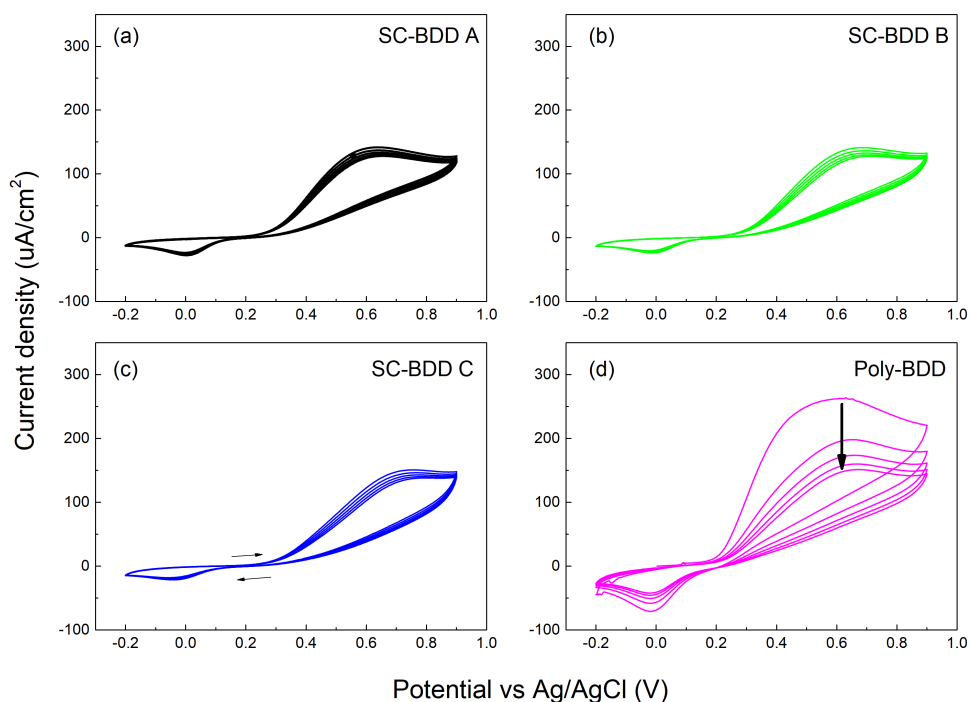 Current density (uA/cm²)
(a) SC-BDD A
300
200
100
0
-100
-0.2 0.0 0.2 0.4 0.6 0.8 1.0
(b) SC-BDD B
300
200
100
0
-100
-0.2 0.0 0.2 0.4 0.6 0.8 1.0
(c) SC-BDD C
300
200
100
0
-100
-0.2 0.0 0.2 0.4 0.6 0.8 1.0
(d) Poly-BDD
300
200
100
0
-100
-0.2 0.0 0.2 0.4 0.6 0.8 1.0
Potential vs Ag/AgCl (V)